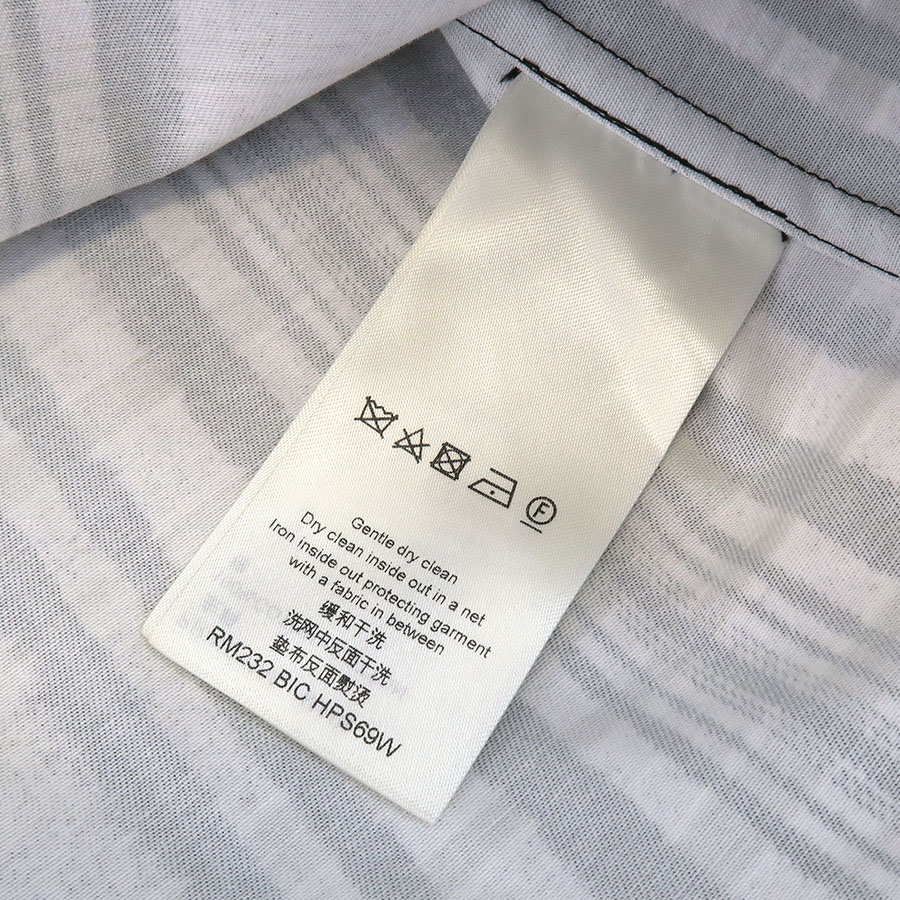 F
Gentle dry clean
Dry clean inside out in a net
Iron inside out protecting garment
with a fabric in between
缓和干洗
洗网中反面干洗
垫布反面熨烫
RM232 BIC HPS69W